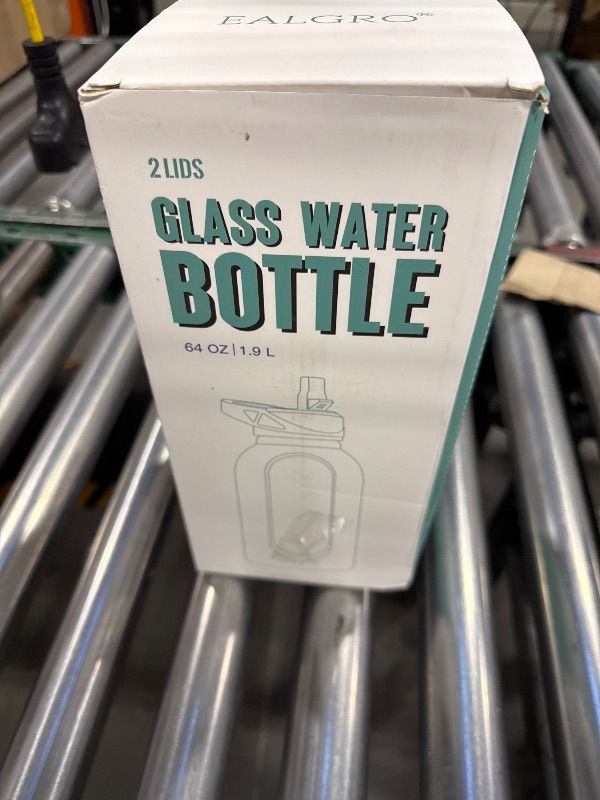 EALGRO®
2 LIDS
GLASS WATER
BOTTLE
64 OZ | 1.9 L